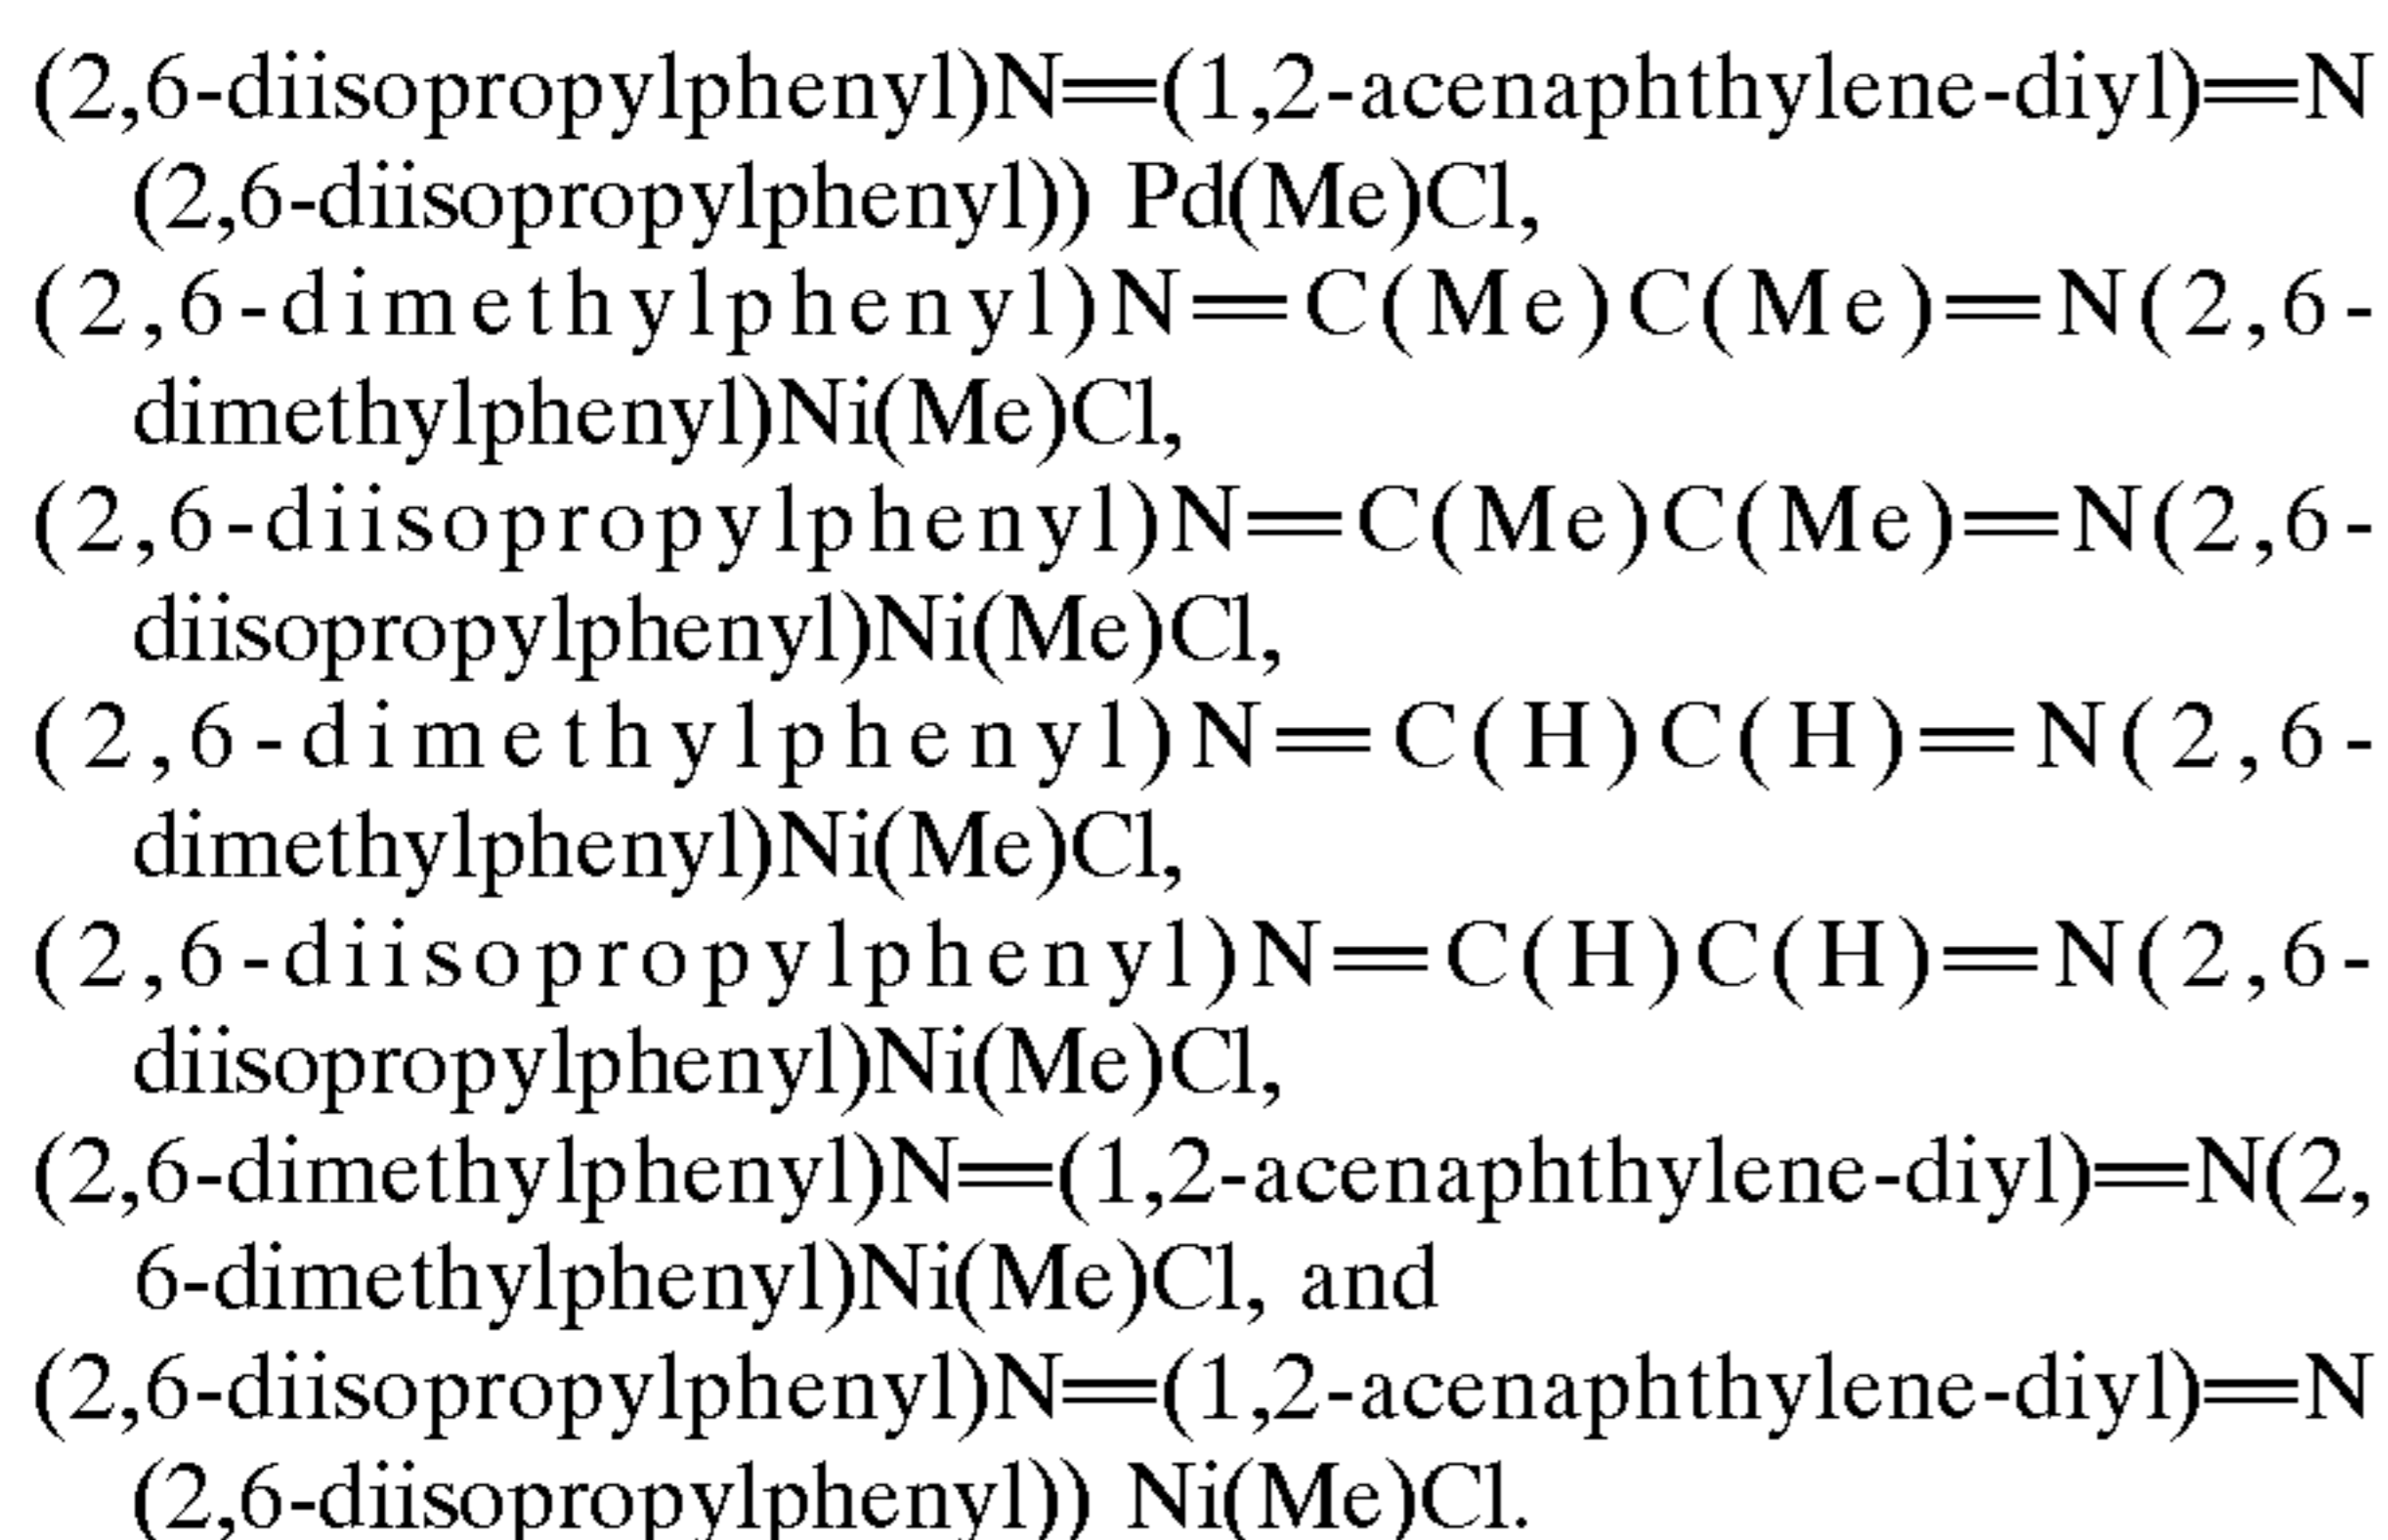 (2,6-diisopropylphenyl)N═(1,2-acenaphthylene-diyl)═N
(2,6-diisopropylphenyl)) Pd(Me)Cl,
(2,6-dimethylphenyl)N═C(Me)C(Me)═N(2,6-
dimethylphenyl)Ni(Me)Cl,
(2,6-diisopropylphenyl)N═C(Me)C(Me)═N(2,6-
diisopropylphenyl)Ni(Me)Cl,
(2,6-dimethylphenyl)N═C(H)C(H)═N(2,6-
dimethylphenyl)Ni(Me)Cl,
(2,6-diisopropylphenyl)N═C(H)C(H)═N(2,6-
diisopropylphenyl)Ni(Me)Cl,
(2,6-dimethylphenyl)N═(1,2-acenaphthylene-diyl)═N(2,
6-dimethylphenyl)Ni(Me)Cl, and
(2,6-diisopropylphenyl)N═(1,2-acenaphthylene-diyl)═N
(2,6-diisopropylphenyl)) Ni(Me)Cl.